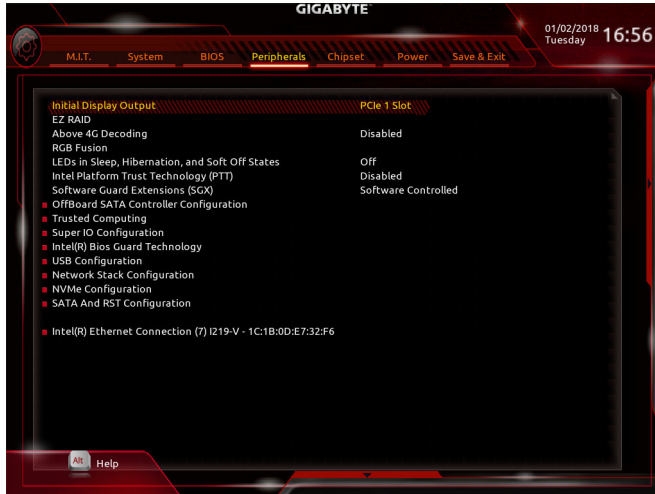 GIGABYTE™
01/02/2018 Tuesday 16:56
M.I.T. System BIOS Peripherals Chipset Power Save & Exit
Initial Display Output PCIe 1 Slot
EZ RAID
Above 4G Decoding Disabled
RGB Fusion
LEDs in Sleep, Hibernation, and Soft Off States Off
Intel Platform Trust Technology (PTT) Disabled
Software Guard Extensions (SGX) Software Controlled
OffBoard SATA Controller Configuration
Trusted Computing
Super IO Configuration
Intel(R) Bios Guard Technology
USB Configuration
Network Stack Configuration
NVMe Configuration
SATA And RST Configuration
Intel(R) Ethernet Connection (7) I219-V - 1C:1B:0D:E7:32:F6
Alt Help